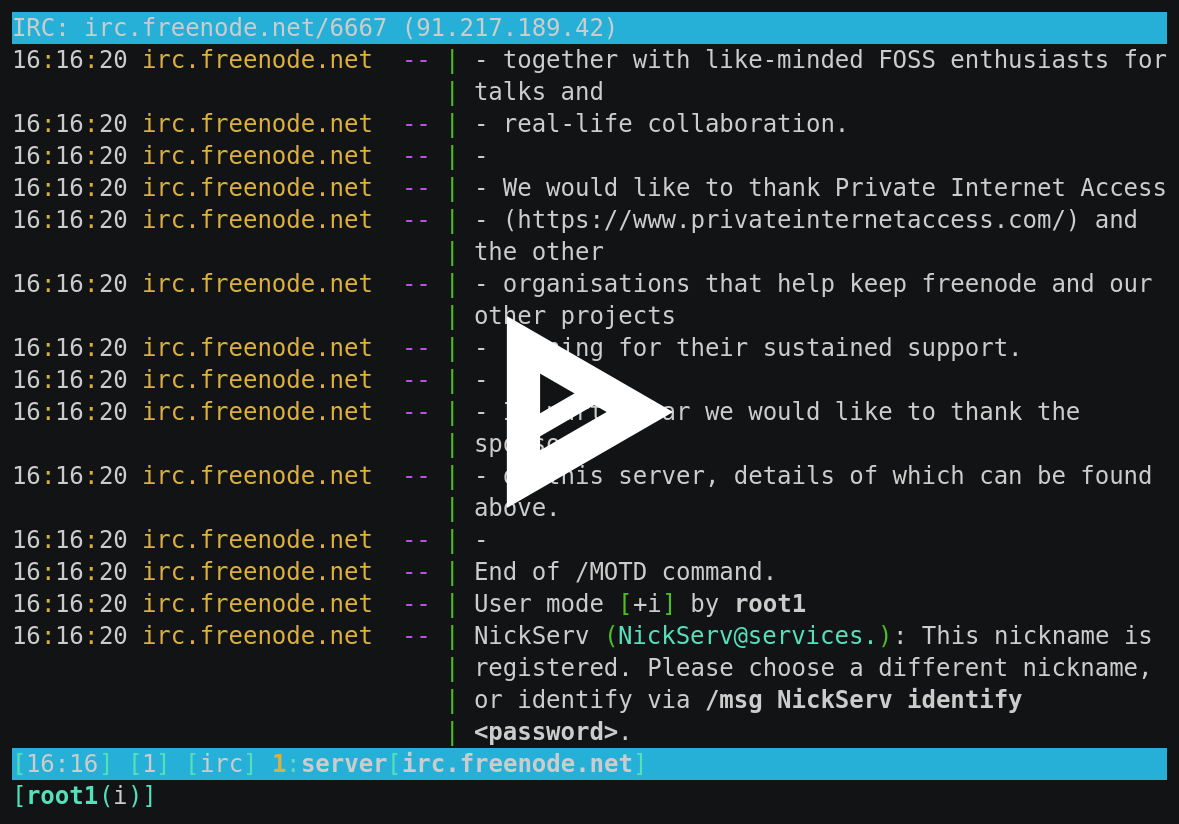 IRC: irc.freenode.net/6667 (91.217.189.42)
16:16:20 irc.freenode.net -- | - together with like-minded FOSS enthusiasts for
| talks and
16:16:20 irc.freenode.net -- | - real-life collaboration.
16:16:20 irc.freenode.net -- | -
16:16:20 irc.freenode.net -- | - We would like to thank Private Internet Access
16:16:20 irc.freenode.net -- | - (https://www.privateinternetaccess.com/) and
| the other
16:16:20 irc.freenode.net -- | - organisations that help keep freenode and our
| other projects
16:16:20 irc.freenode.net -- | - for their sustained support.
16:16:20 irc.freenode.net -- | -
16:16:20 irc.freenode.net -- | - we would like to thank the
|
16:16:20 irc.freenode.net -- | - this server, details of which can be found
| above.
16:16:20 irc.freenode.net -- | -
16:16:20 irc.freenode.net -- | End of /MOTD command.
16:16:20 irc.freenode.net -- | User mode [+i] by root1
16:16:20 irc.freenode.net -- | NickServ (NickServ@services.): This nickname is
| registered. Please choose a different nickname,
| or identify via /msg NickServ identify
| <password>.
[16:16] [1] [irc] 1:server[irc.freenode.net]
[root1(i)]